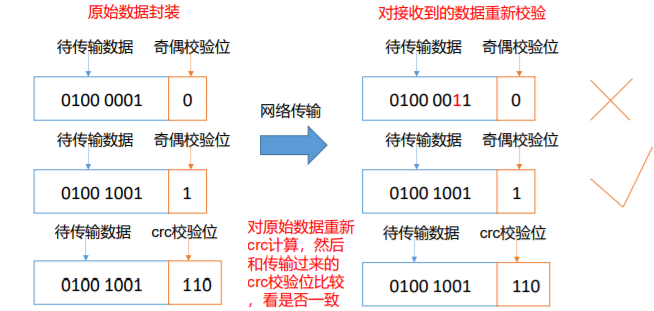 原始数据封装
对接收到的数据重新校验
待传输数据 奇偶校验位
待传输数据 奇偶校验位
0100 0001 0
0100 0011 0
网络传输
待传输数据 奇偶校验位
待传输数据 奇偶校验位
0100 1001 1
0100 1001 1
待传输数据 crc校验位
对原始数据重新
crc计算，然后
和传输过来的
crc校验位比较
，看是否一致
待传输数据 crc校验位
0100 1001 110
0100 1001 110